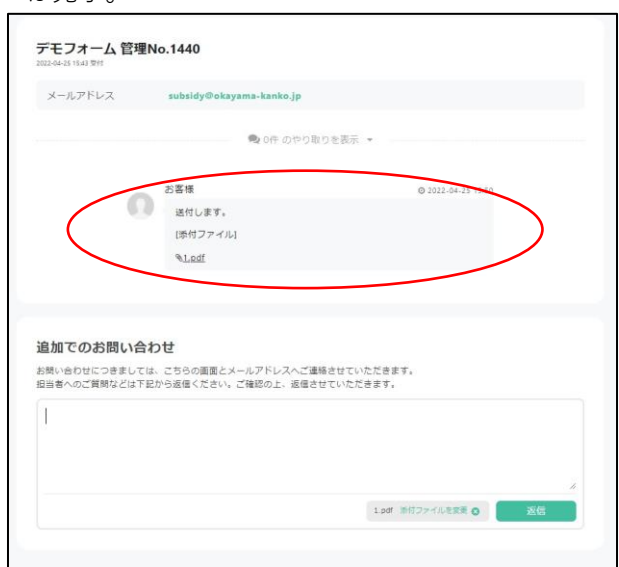 デモフォーム 管理No.1440
2022-04-25 15:43 受付
メールアドレス subsidy@okayama-kanko.jp
0件 のやり取りを表示
お客様 2022-04-25
送付します。
[添付ファイル]
1.pdf
追加でのお問い合わせ
お問い合わせにつきましては、こちらの画面とメールアドレスへご連絡させていただきます。
担当者へのご質問などは下記から返信ください。ご確認の上、返信させていただきます。
1.pdf 添付ファイルを変更 返信